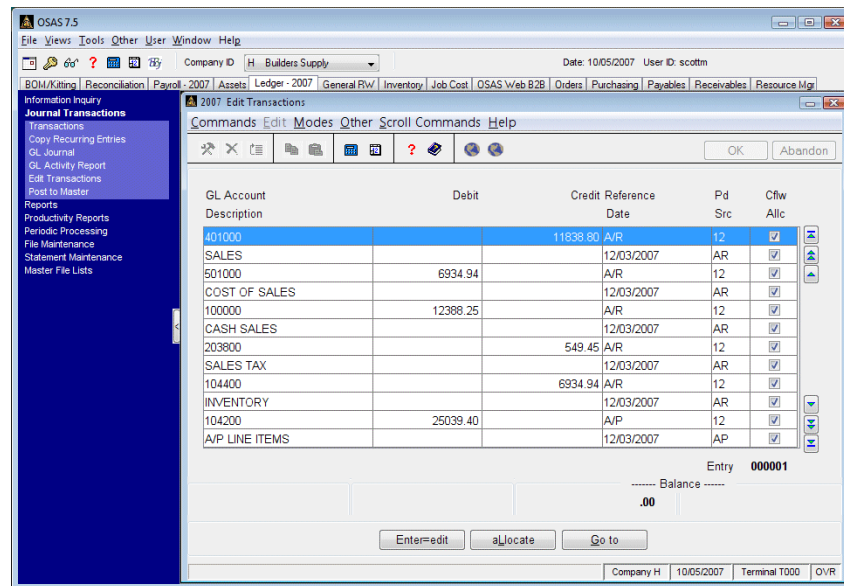 OSAS 7.5
File Views Tools Other User Window Help
Company ID H Builders Supply Date: 10/05/2007 User ID: scottm
BOM/Kitting Reconciliation Payroll - 2007 Assets Ledger - 2007 General RW Inventory Job Cost OSAS Web B2B Orders Purchasing Payables Receivables Resource Mgr
Information Inquiry
Journal Transactions
Transactions
Copy Recurring Entries
GL Journal
GL Activity Report
Edit Transactions
Post to Master
Reports
Productivity Reports
Periodic Processing
File Maintenance
Statement Maintenance
Master File Lists
2007 Edit Transactions
Commands Edit Modes Other Scroll Commands Help
OK Abandon
GL Account Debit Credit Reference Pd Cflw
Description Date Src Allc
401000 11838.80 A/R 12
SALES 12/03/2007 AR
501000 6934.94 A/R 12
COST OF SALES 12/03/2007 AR
100000 12388.25 A/R 12
CASH SALES 12/03/2007 AR
203800 549.45 A/R 12
SALES TAX 12/03/2007 AR
104400 6934.94 A/R 12
INVENTORY 12/03/2007 AR
104200 25039.40 A/P 12
A/P LINE ITEMS 12/03/2007 AP
Entry 000001
------- Balance ------
.00
Enter=edit aLlocate Go to
Company H 10/05/2007 Terminal T000 OVR